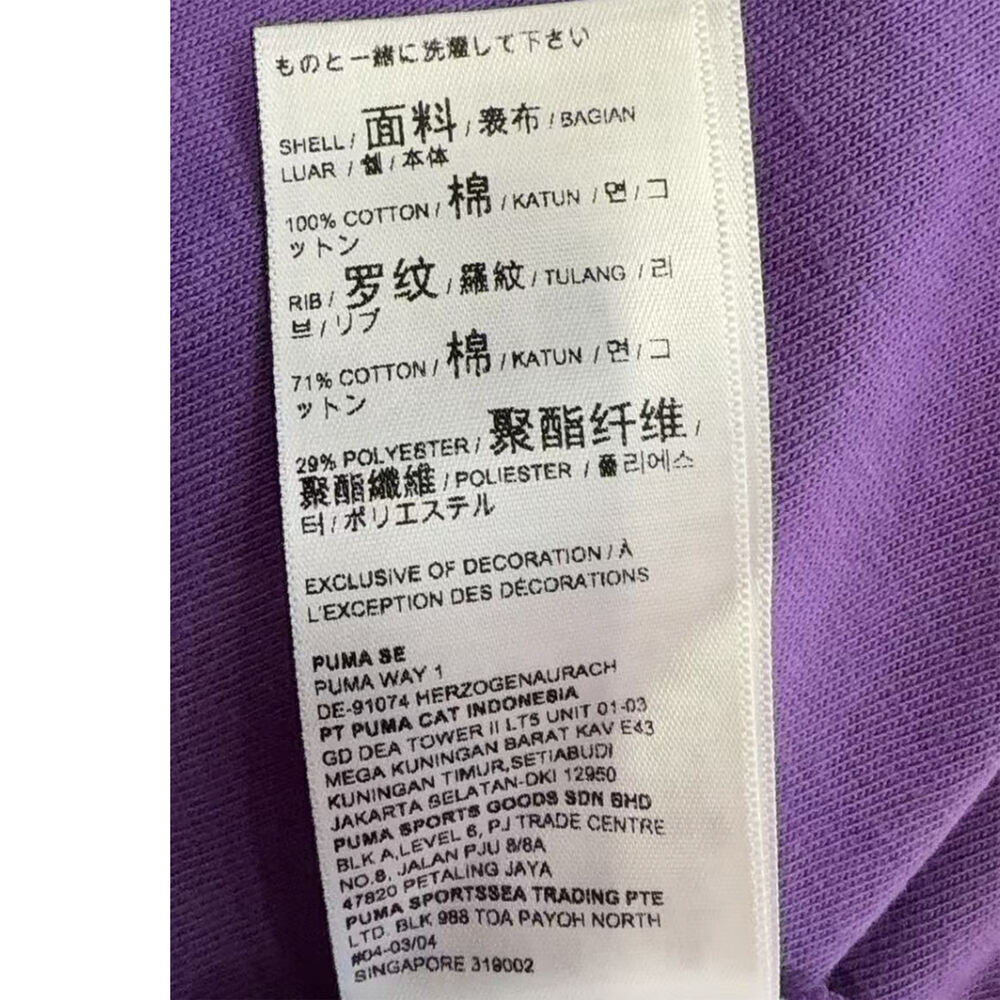 ものと一緒に洗濯して下さい
SHELL / 面料 / 表布 / BAGIAN
LUAR / 겉 / 本体
100% COTTON / 棉 / KATUN / 면 / コ
ットン
RIB / 罗纹 / 羅紋 / TULANG / 리
브 / リブ
71% COTTON / 棉 / KATUN / 면 / コ
ットン
29% POLYESTER / 聚酯纤维 /
聚酯纖維 / POLIESTER / 폴리에스
터 / ポリエステル
EXCLUSIVE OF DECORATION / À
L'EXCEPTION DES DÉCORATIONS
PUMA SE
PUMA WAY 1
DE-91074 HERZOGENAURACH
PT PUMA CAT INDONESIA
GD DEA TOWER II LT5 UNIT 01-03
MEGA KUNINGAN BARAT KAV E43
KUNINGAN TIMUR,SETIABUDI
JAKARTA SELATAN-DKI 12950
PUMA SPORTS GOODS SDN BHD
BLK A,LEVEL 6, PJ TRADE CENTRE
NO.8, JALAN PJU 8/8A
47820 PETALING JAYA
PUMA SPORTSSEA TRADING PTE
LTD. BLK 988 TOA PAYOH NORTH
#04-03/04
SINGAPORE 319002